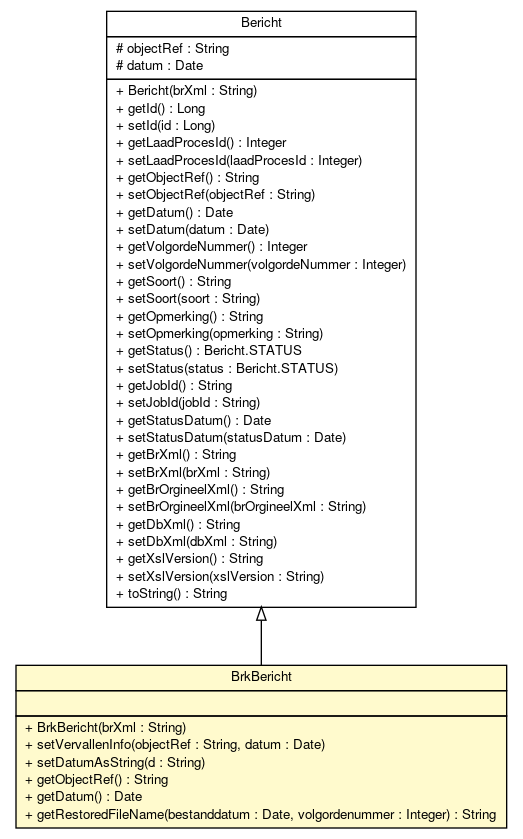 Bericht
# objectRef : String
# datum : Date
+ Bericht(brXml : String)
+ getId() : Long
+ setId(id : Long)
+ getLaadProcesId() : Integer
+ setLaadProcesId(laadProcesId : Integer)
+ getObjectRef() : String
+ setObjectRef(objectRef : String)
+ getDatum() : Date
+ setDatum(datum : Date)
+ getVolgordeNummer() : Integer
+ setVolgordeNummer(volgordeNummer : Integer)
+ getSoort() : String
+ setSoort(soort : String)
+ getOpmerking() : String
+ setOpmerking(opmerking : String)
+ getStatus() : Bericht.STATUS
+ setStatus(status : Bericht.STATUS)
+ getJobId() : String
+ setJobId(jobId : String)
+ getStatusDatum() : Date
+ setStatusDatum(statusDatum : Date)
+ getBrXml() : String
+ setBrXml(brXml : String)
+ getBrOrgineelXml() : String
+ setBrOrgineelXml(brOrgineelXml : String)
+ getDbXml() : String
+ setDbXml(dbXml : String)
+ getXslVersion() : String
+ setXslVersion(xslVersion : String)
+ toString() : String
BrkBericht
+ BrkBericht(brXml : String)
+ setVervallenInfo(objectRef : String, datum : Date)
+ setDatumAsString(d : String)
+ getObjectRef() : String
+ getDatum() : Date
+ getRestoredFileName(bestanddatum : Date, volgordenummer : Integer) : String